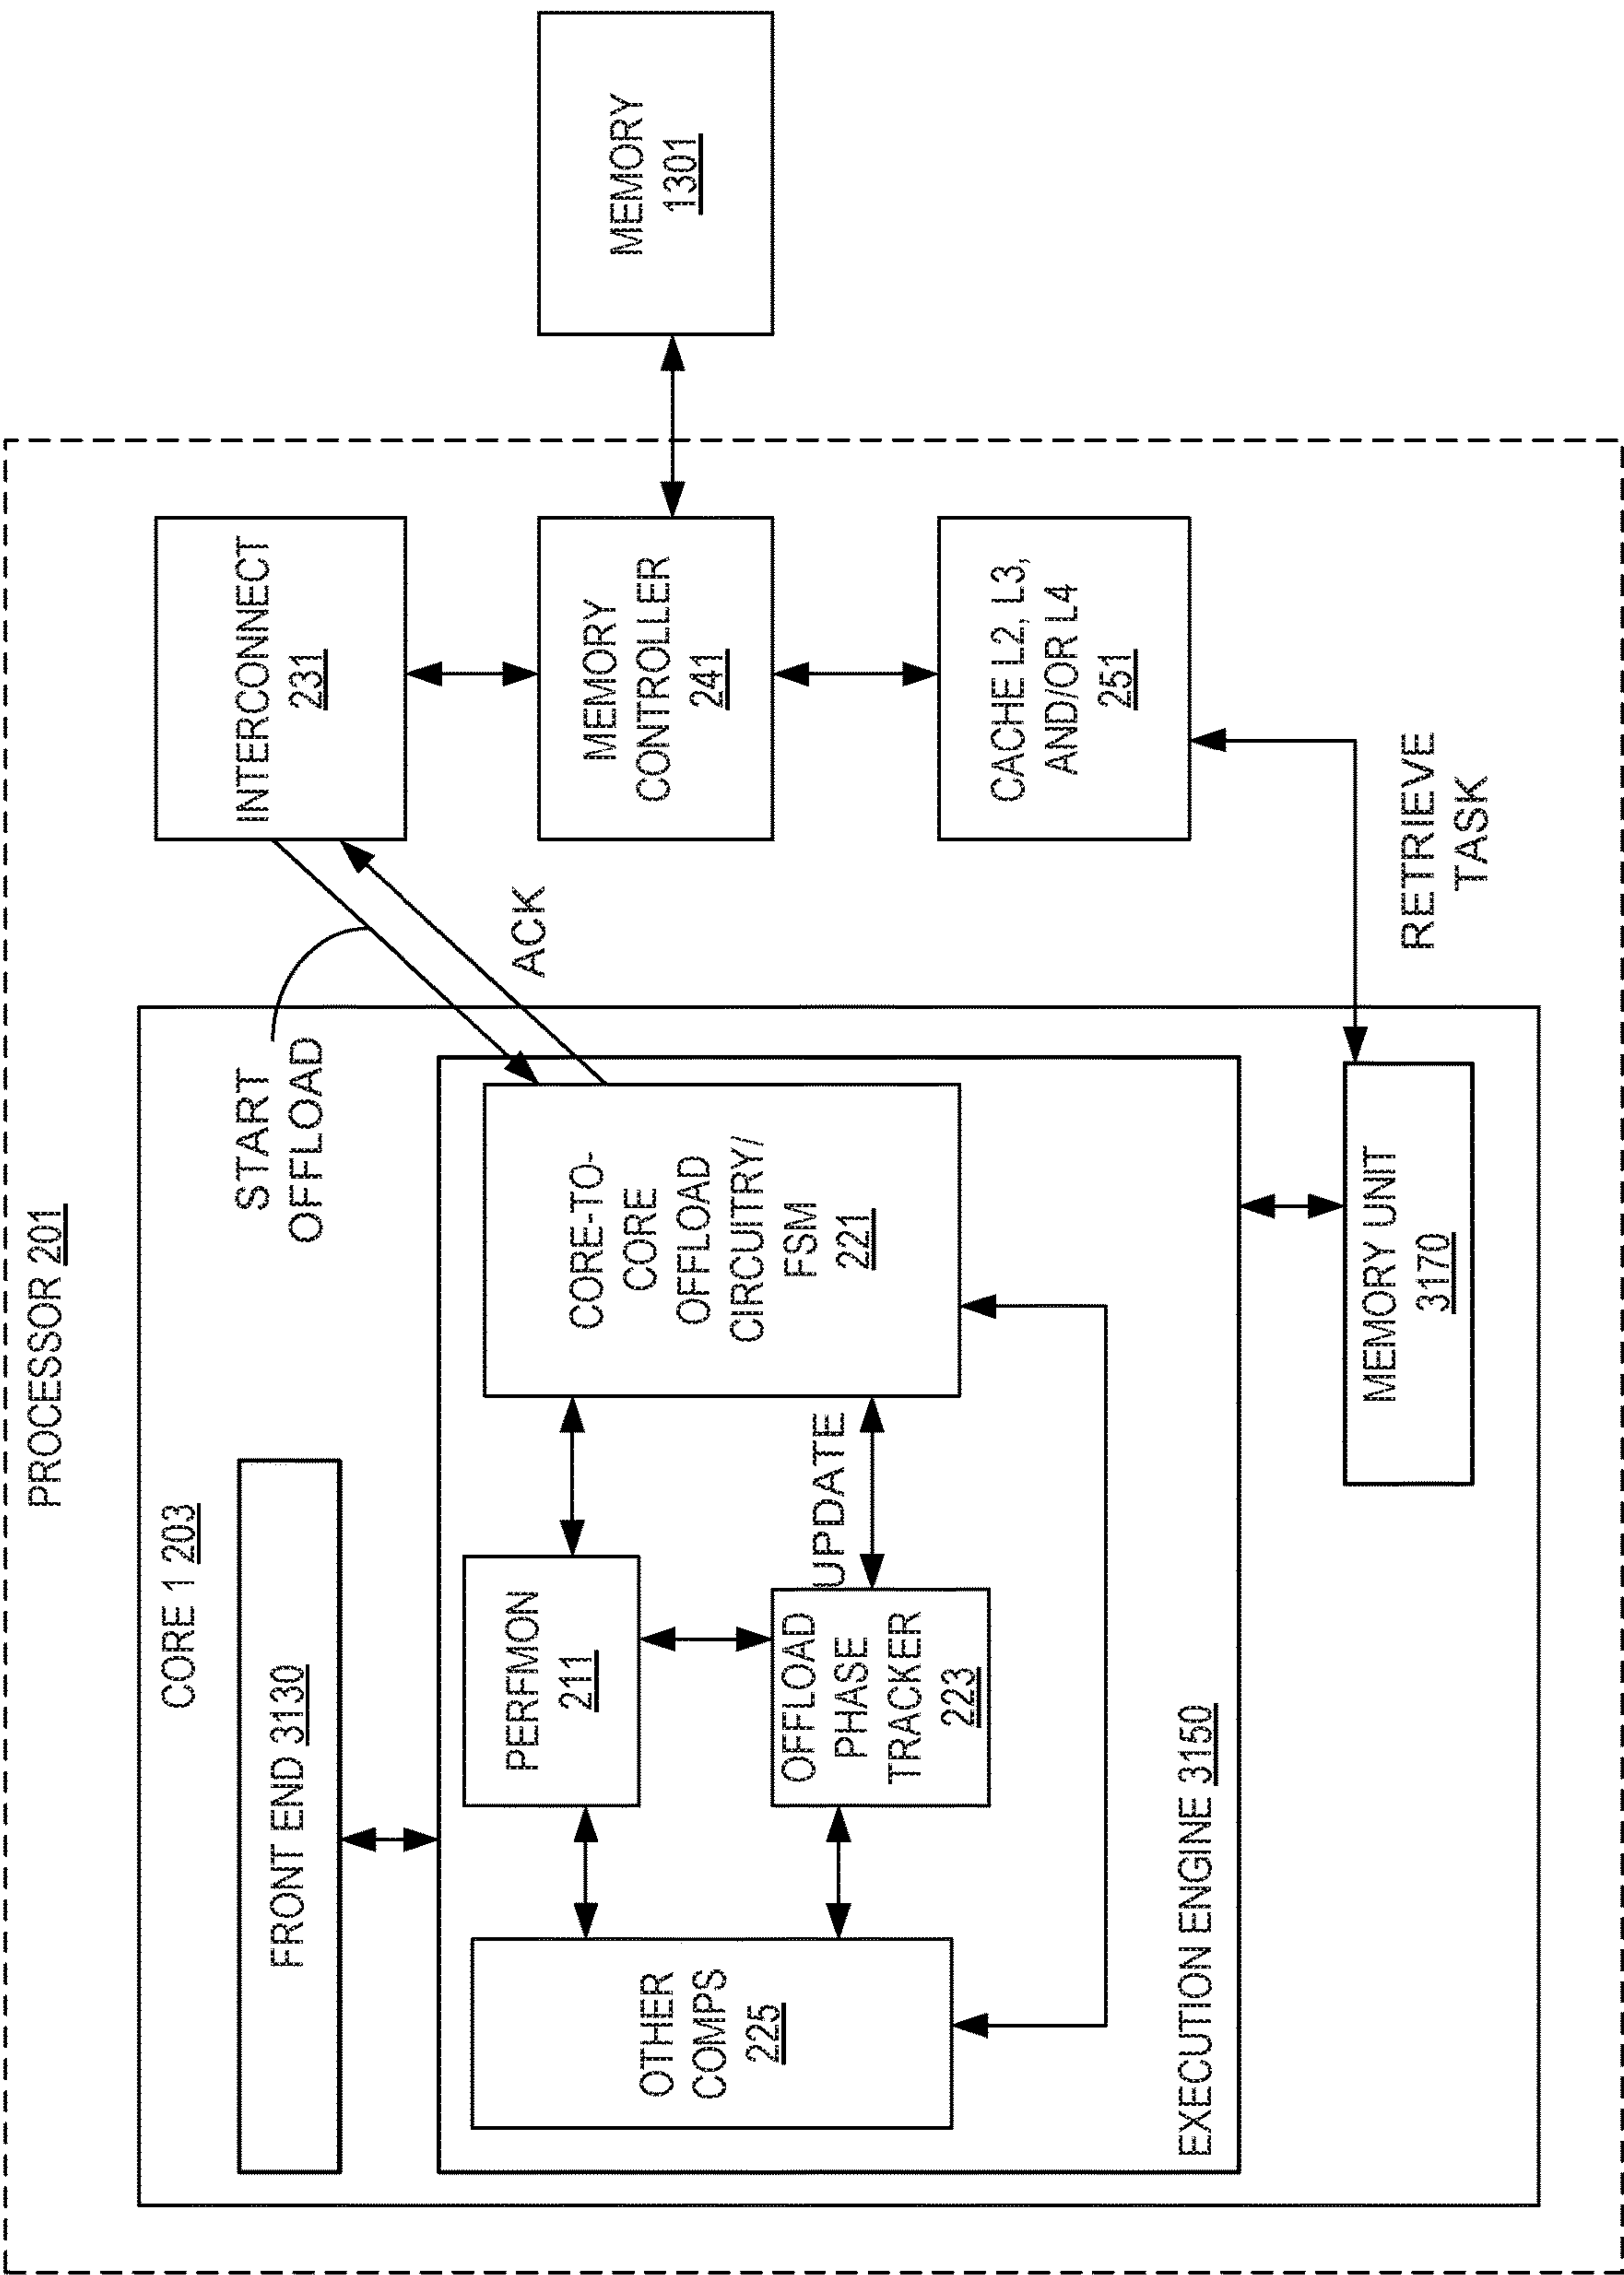 PROCESSOR 201
CORE 1 203
FRONT END 3130
OTHER
COMPS
225
PERFMON
211
OFFLOAD
PHASE
TRACKER
223
UPDATE
CORE-TO-
CORE
OFFLOAD
CIRCUITRY/
FSM
221
EXECUTION ENGINE 3150
MEMORY UNIT
3170
START
OFFLOAD
ACK
RETRIEVE
TASK
INTERCONNECT
231
MEMORY
CONTROLLER
241
CACHE L2, L3,
AND/OR L4
251
MEMORY
1301